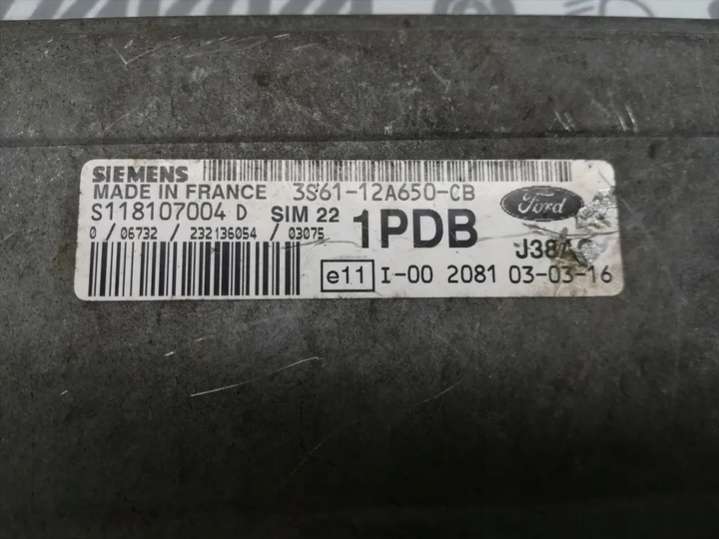 SIEMENS
MADE IN FRANCE 3S61-12A650-CB
S118107004 D SIM 22 1PDB
Ford
0 / 06732 / 232136054 / 03075
e11 I-00 2081 03-03-16